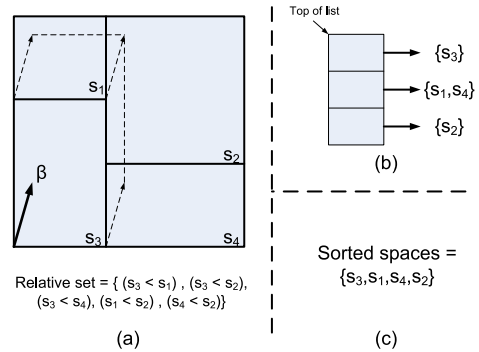 s₁
s₂
β
s₃
s₄
Relative set = { (s₃ < s₁) , (s₃ < s₂),
(s₃ < s₄), (s₁ < s₂) , (s₄ < s₂)}
(a)
Top of list
{s₃}
{s₁,s₄}
{s₂}
(b)
Sorted spaces =
{s₃,s₁,s₄,s₂}
(c)